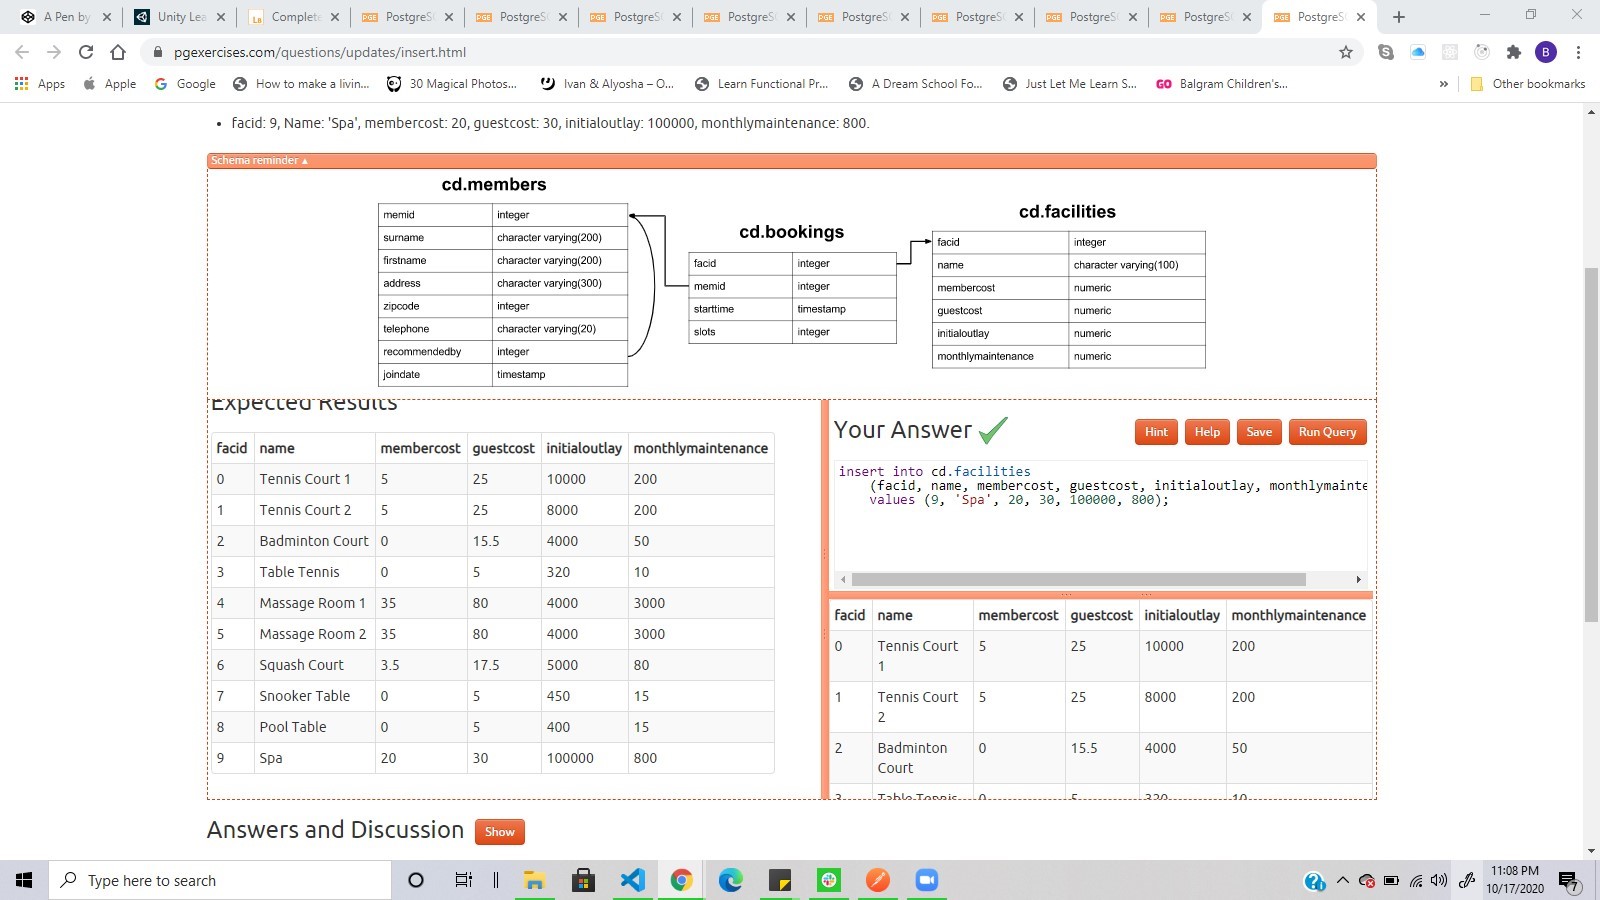 A Pen by
Unity Lea
Complete
PostgreS
PostgreS
PostgreS
PostgreS
PostgreS
PostgreS
PostgreS
PostgreS
PostgreS
pgexercises.com/questions/updates/insert.html
B
Apps
Apple
Google
How to make a livin...
30 Magical Photos...
Ivan & Alyosha – O...
Learn Functional Pr...
A Dream School Fo...
Just Let Me Learn S...
GO Balgram Children's...
»
Other bookmarks
• facid: 9, Name: 'Spa', membercost: 20, guestcost: 30, initialoutlay: 100000, monthlymaintenance: 800.
Schema reminder ▴
cd.members
memid integer
surname character varying(200)
firstname character varying(200)
address character varying(300)
zipcode integer
telephone character varying(20)
recommendedby integer
joindate timestamp
cd.bookings
facid integer
memid integer
starttime timestamp
slots integer
cd.facilities
facid integer
name character varying(100)
membercost numeric
guestcost numeric
initialoutlay numeric
monthlymaintenance numeric
Expected Results
facid name membercost guestcost initialoutlay monthlymaintenance
0 Tennis Court 1 5 25 10000 200
1 Tennis Court 2 5 25 8000 200
2 Badminton Court 0 15.5 4000 50
3 Table Tennis 0 5 320 10
4 Massage Room 1 35 80 4000 3000
5 Massage Room 2 35 80 4000 3000
6 Squash Court 3.5 17.5 5000 80
7 Snooker Table 0 5 450 15
8 Pool Table 0 5 400 15
9 Spa 20 30 100000 800
Your Answer
Hint Help Save Run Query
insert into cd.facilities
(facid, name, membercost, guestcost, initialoutlay, monthlymainte
values (9, 'Spa', 20, 30, 100000, 800);
facid name membercost guestcost initialoutlay monthlymaintenance
0 Tennis Court 5 25 10000 200
1
1 Tennis Court 5 25 8000 200
2
2 Badminton 0 15.5 4000 50
Court
3 Table Tennis 0 5 320 10
Answers and Discussion Show
Type here to search
11:08 PM
10/17/2020
7